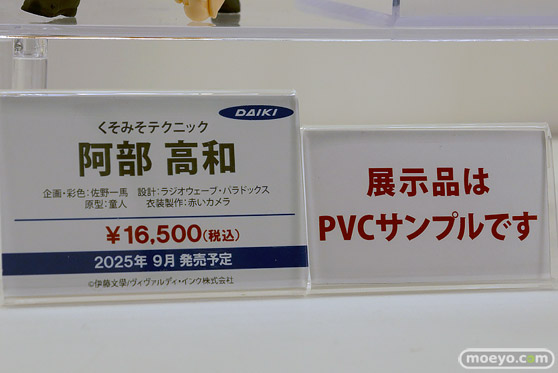 DAIKI
くそみそテクニック
阿部 高和
企画・彩色：佐野一馬 設計：ラジオウェーブ・パラドックス
原型：童人 衣装製作：赤いカメラ
￥16,500(税込)
2025年 9月 発売予定
©伊藤文學/ヴィヴァルディ・インク株式会社
展示品は
PVCサンプルです
moeyo.com